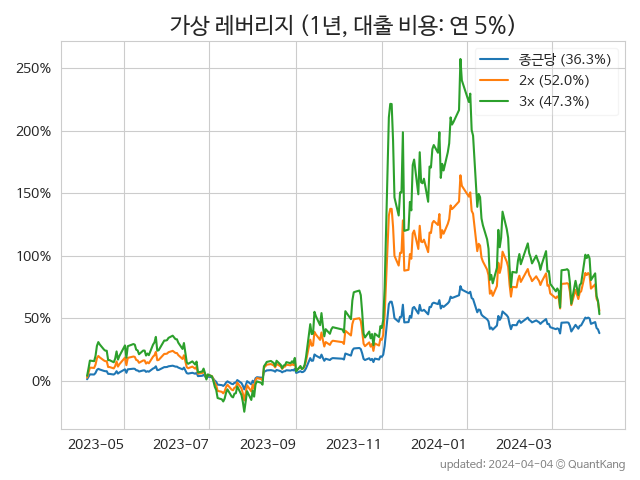 가상 레버리지 (1년, 대출 비용: 연 5%)
종근당 (36.3%)
2x (52.0%)
3x (47.3%)
250%
200%
150%
100%
50%
0%
2023-05 2023-07 2023-09 2023-11 2024-01 2024-03
updated: 2024-04-04 © QuantKang